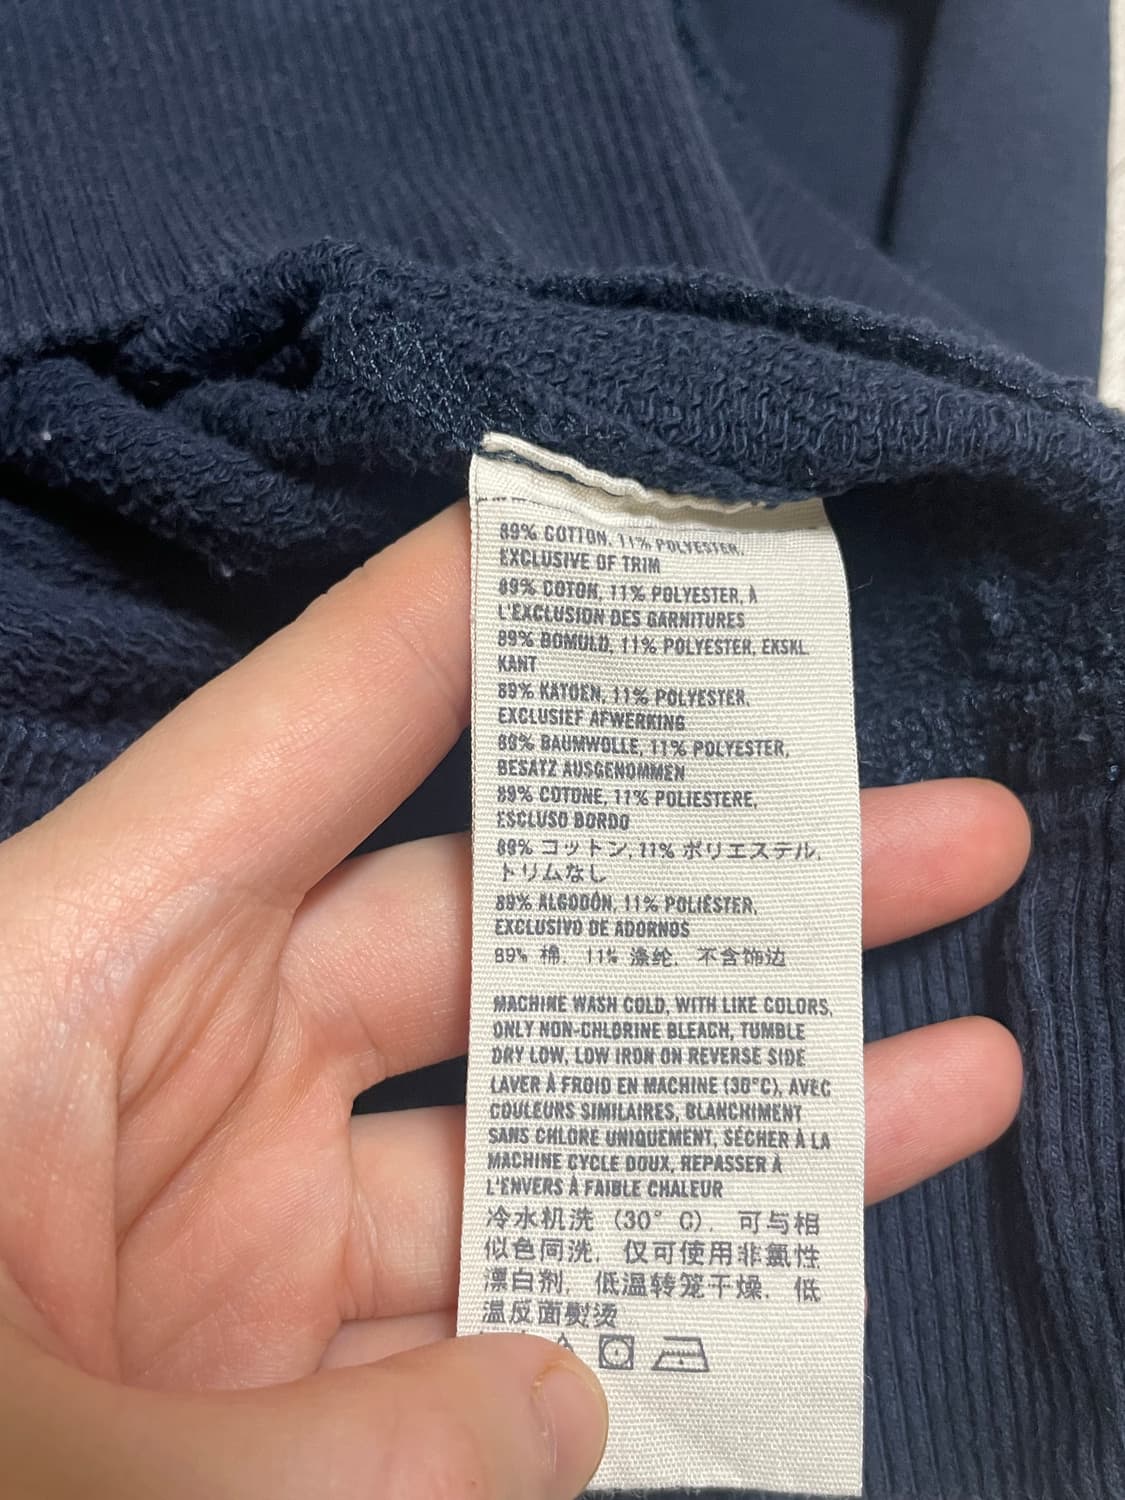 89% COTTON, 11% POLYESTER,
EXCLUSIVE OF TRIM
89% COTON, 11% POLYESTER, À
L'EXCLUSION DES GARNITURES
89% BOMULD, 11% POLYESTER, EKSKL.
KANT
89% KATOEN, 11% POLYESTER,
EXCLUSIEF AFWERKING
89% BAUMWOLLE, 11% POLYESTER,
BESATZ AUSGENOMMEN
89% COTONE, 11% POLIESTERE,
ESCLUSO BORDO
89% コットン, 11% ポリエステル,
トリムなし
89% ALGODÓN, 11% POLIÉSTER,
EXCLUSIVO DE ADORNOS
89% 棉, 11% 涤纶, 不含饰边
MACHINE WASH COLD, WITH LIKE COLORS,
ONLY NON-CHLORINE BLEACH, TUMBLE
DRY LOW, LOW IRON ON REVERSE SIDE
LAVER À FROID EN MACHINE (30°C), AVEC
COULEURS SIMILAIRES, BLANCHIMENT
SANS CHLORE UNIQUEMENT, SÉCHER À LA
MACHINE CYCLE DOUX, REPASSER À
L'ENVERS À FAIBLE CHALEUR
冷水机洗 (30° C), 可与相
似色同洗, 仅可使用非氯性
漂白剂, 低温转笼干燥, 低
温反面熨烫